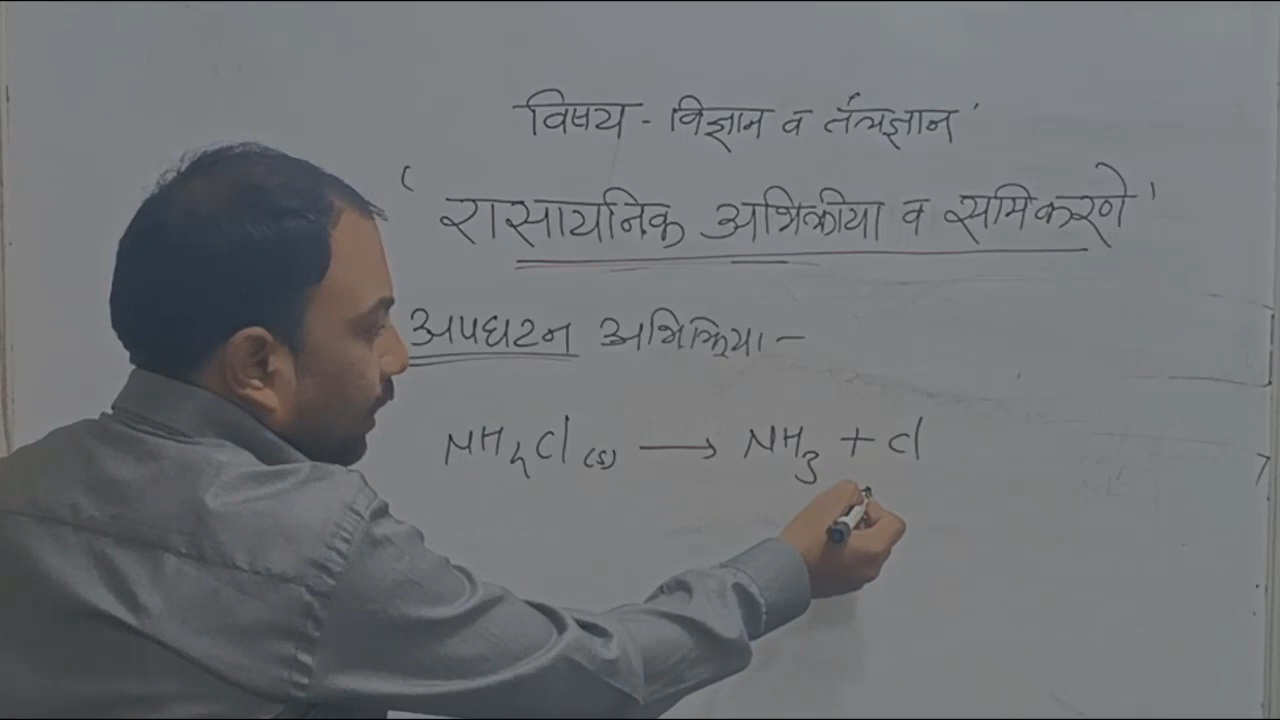 विषय - विज्ञान व तंत्रज्ञान'
' रासायनिक अभिक्रीया व समिकरणे '
अपघटन अभिक्रिया -
NH₄Cl (s) → NH₃ + Cl